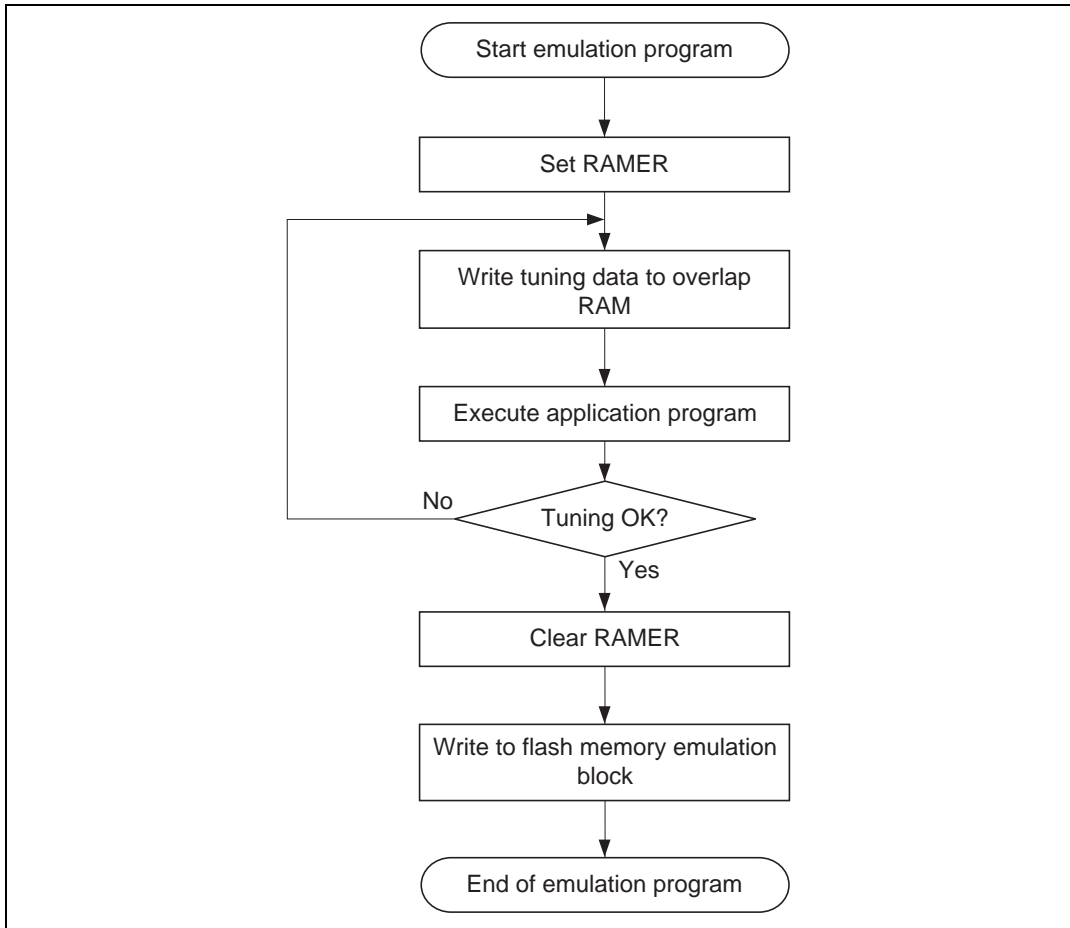 Start emulation program
Set RAMER
Write tuning data to overlap
RAM
Execute application program
No
Tuning OK?
Yes
Clear RAMER
Write to flash memory emulation
block
End of emulation program